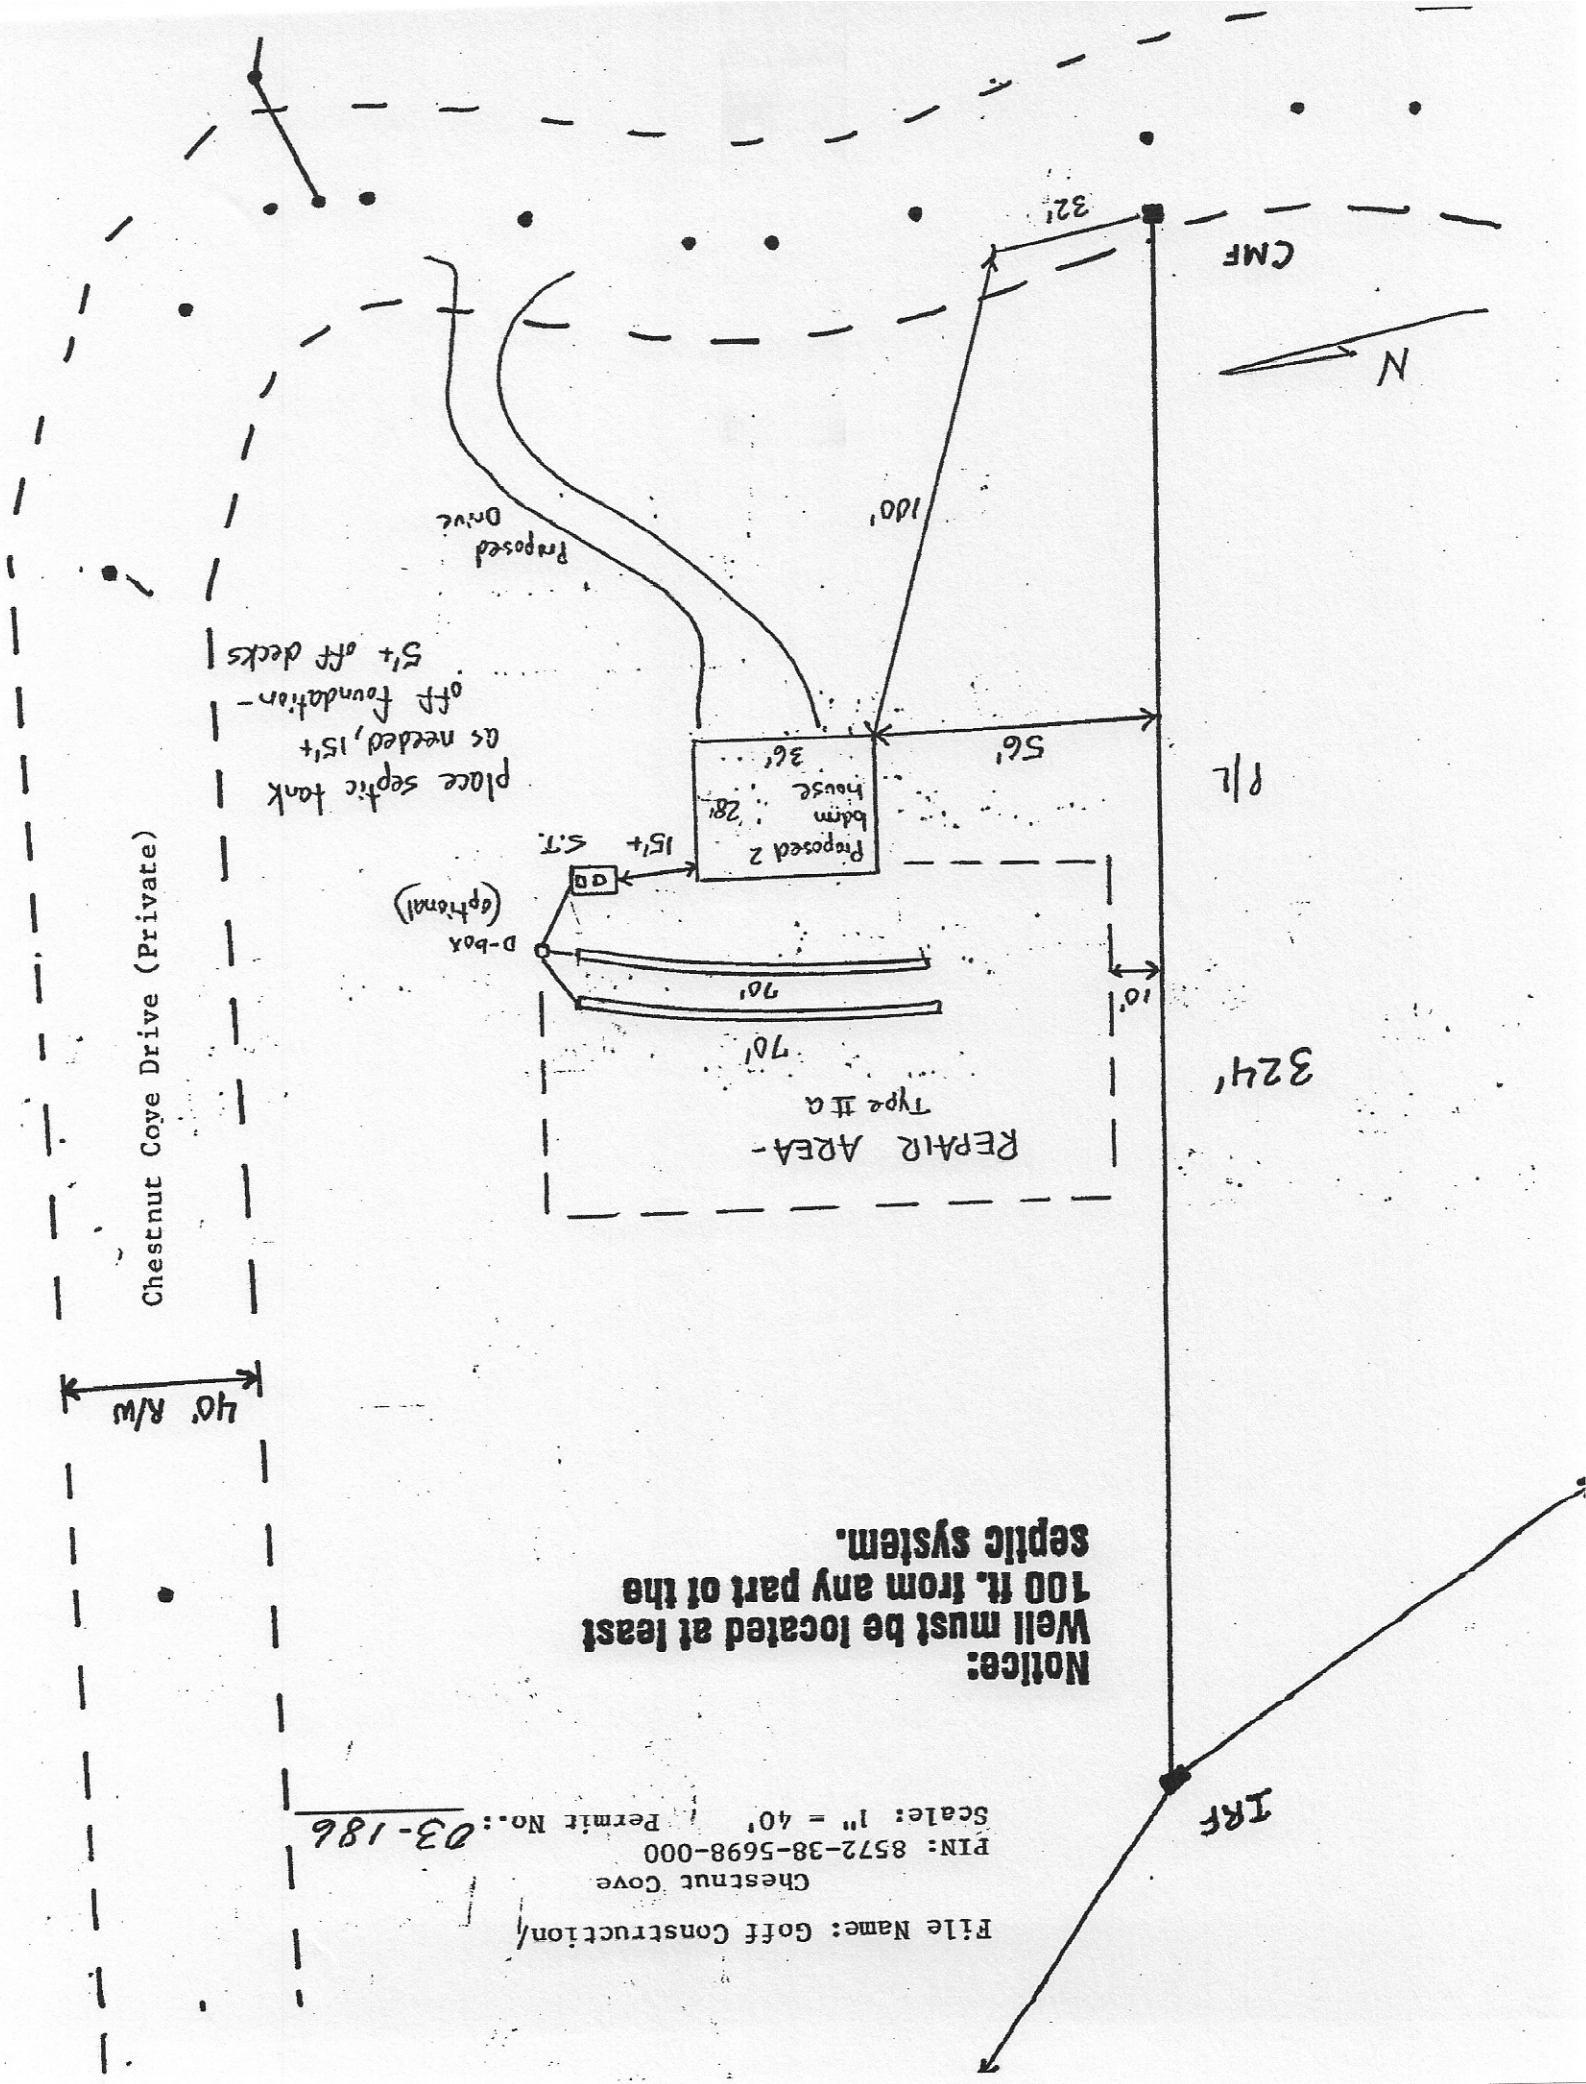 File Name: Goff Construction/
Chestnut Cove
PIN: 8572-38-5698-000
Scale: 1" = 40' Permit No.: 03-186
IRF
Notice:
Well must be located at least
100 ft. from any part of the
septic system.
40' R/W
Chestnut Cove Drive (Private)
REPAIR AREA-
Type II a
324'
70'
70'
10'
D-box
(optional)
S.T.
15'+
Proposed 2
bdrm
house
28'
36'
place septic tank
as needed, 15'+
off foundation-
5'+ off decks
P/L
56'
Proposed
Drive
100'
N
CMF
32'